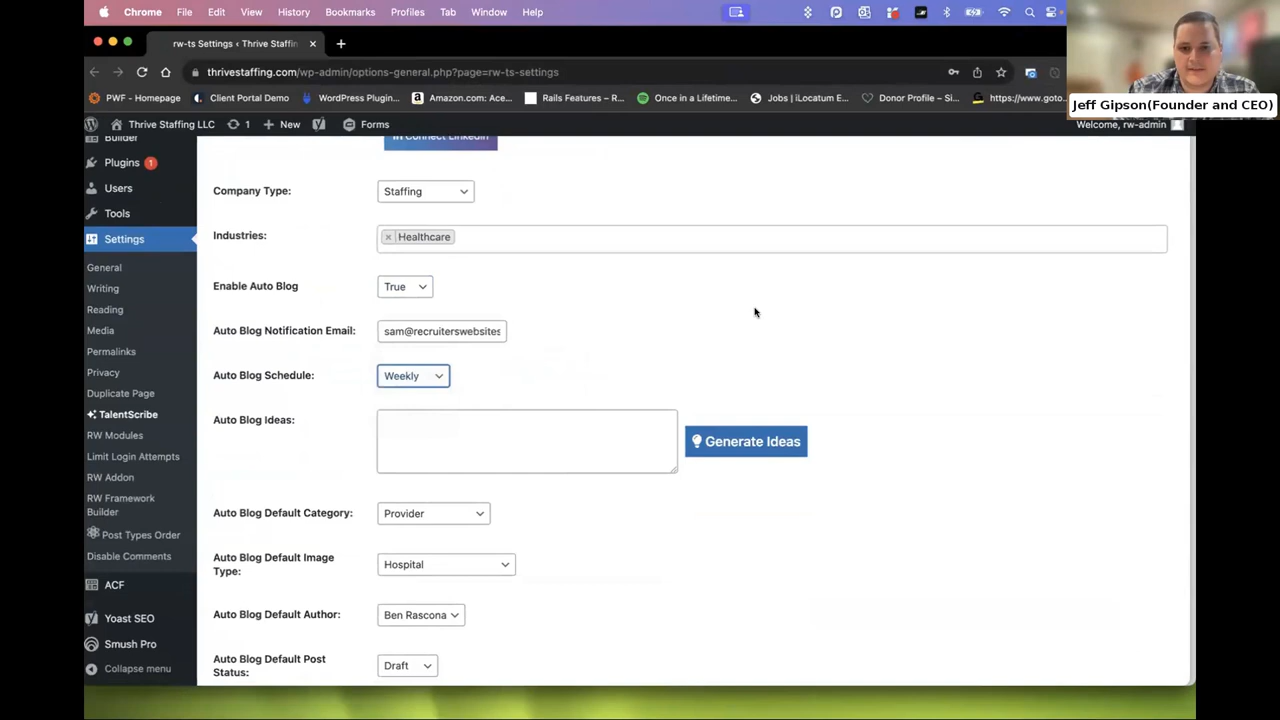 Chrome File Edit View History Bookmarks Profiles Tab Window Help
rw-ts Settings ‹ Thrive Staffin
thrivestaffing.com/wp-admin/options-general.php?page=rw-ts-settings
PWF - Homepage Client Portal Demo WordPress Plugin... Amazon.com: Ace... Rails Features – R... Once in a Lifetime... Jobs | iLocatum E... Donor Profile – Si... https://www.goto
Jeff Gipson(Founder and CEO)
Thrive Staffing LLC 1 New Forms Welcome, rw-admin
Builder
Plugins 1
Users
Tools
Settings
General
Writing
Reading
Media
Permalinks
Privacy
Duplicate Page
TalentScribe
RW Modules
Limit Login Attempts
RW Addon
RW Framework
Builder
Post Types Order
Disable Comments
ACF
Yoast SEO
Smush Pro
Collapse menu
in Connect LinkedIn
Company Type: Staffing
Industries: × Healthcare
Enable Auto Blog True
Auto Blog Notification Email: sam@recruiterswebsites
Auto Blog Schedule: Weekly
Auto Blog Ideas: Generate Ideas
Auto Blog Default Category: Provider
Auto Blog Default Image
Type: Hospital
Auto Blog Default Author: Ben Rascona
Auto Blog Default Post
Status: Draft